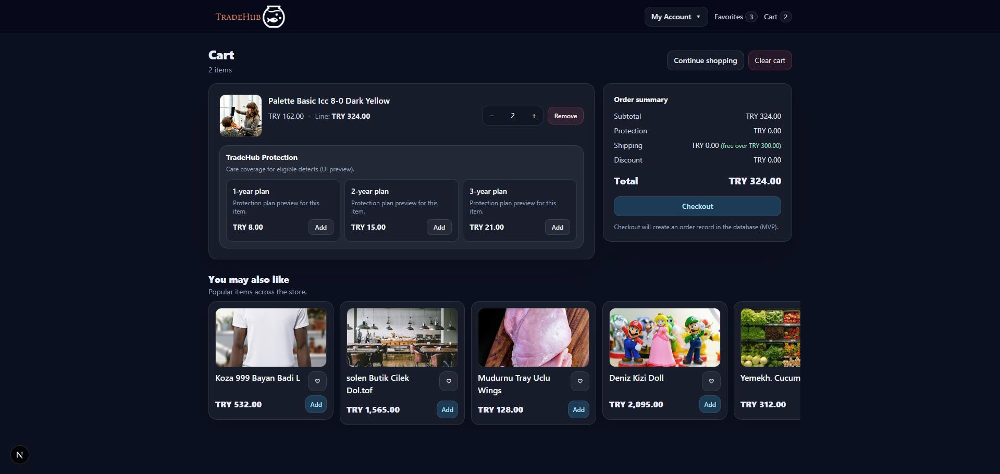 TRADEHUB
My Account ▼
Favorites 3
Cart 2
Cart
2 items
Continue shopping
Clear cart
Palette Basic Icc 8-0 Dark Yellow
TRY 162.00 • Line: TRY 324.00
− 2 +
Remove
TradeHub Protection
Care coverage for eligible defects (UI preview).
1-year plan
Protection plan preview for this
item.
TRY 8.00
Add
2-year plan
Protection plan preview for this
item.
TRY 15.00
Add
3-year plan
Protection plan preview for this
item.
TRY 21.00
Add
Order summary
Subtotal TRY 324.00
Protection TRY 0.00
Shipping TRY 0.00 (free over TRY 300.00)
Discount TRY 0.00
Total TRY 324.00
Checkout
Checkout will create an order record in the database (MVP).
You may also like
Popular items across the store.
Koza 999 Bayan Badi L
TRY 532.00
Add
solen Butik Cilek
Dol.tof
TRY 1,565.00
Add
Mudurnu Tray Uclu
Wings
TRY 128.00
Add
Deniz Kizi Doll
TRY 2,095.00
Add
Yemekh. Cucum
TRY 312.00
N